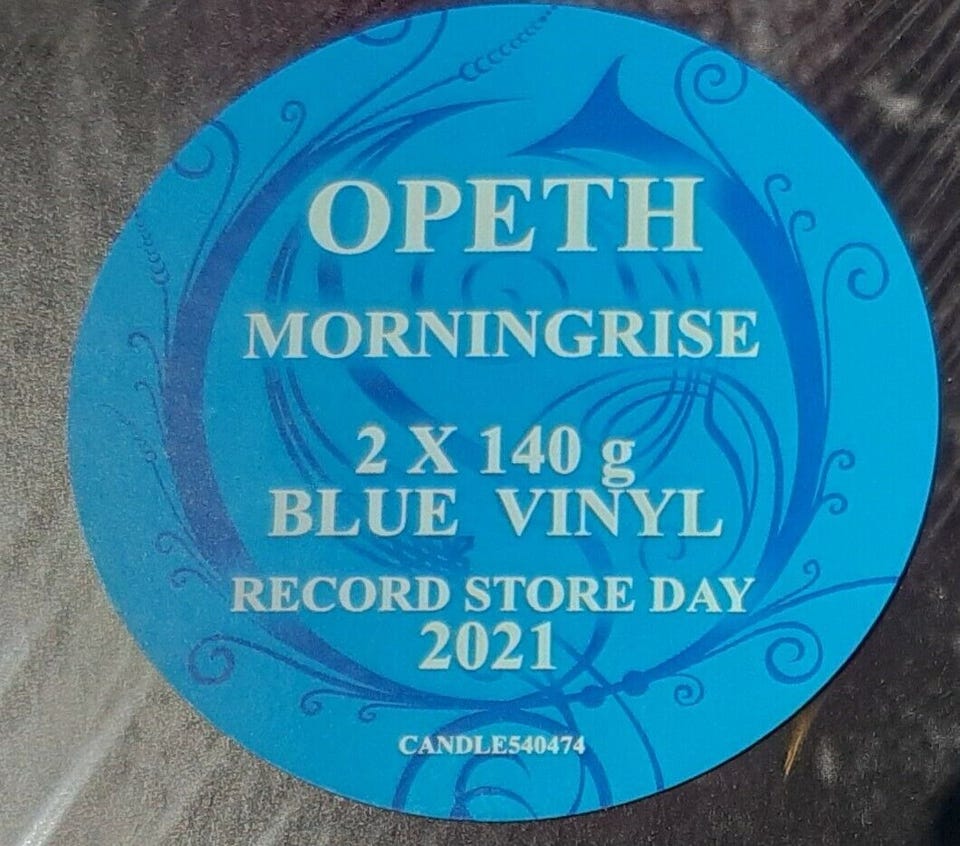 OPETH
MORNINGRISE
2 X 140 g
BLUE VINYL
RECORD STORE DAY
2021
CANDLE540474